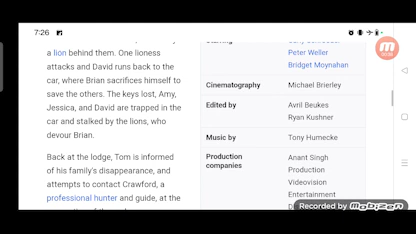 7:26
a lion behind them. One lioness
attacks and David runs back to the
car, where Brian sacrifices himself to
save the others. The keys lost, Amy,
Jessica, and David are trapped in the
car and stalked by the lions, who
devour Brian.
Back at the lodge, Tom is informed
of his family's disappearance, and
attempts to contact Crawford, a
professional hunter and guide, at the
Peter Weller
Bridget Moynahan
Cinematography Michael Brierley
Edited by Avril Beukes
Ryan Kushner
Music by Tony Humecke
Production Anant Singh
companies Production
Videovision
Entertainment
Recorded by MOBIZEN